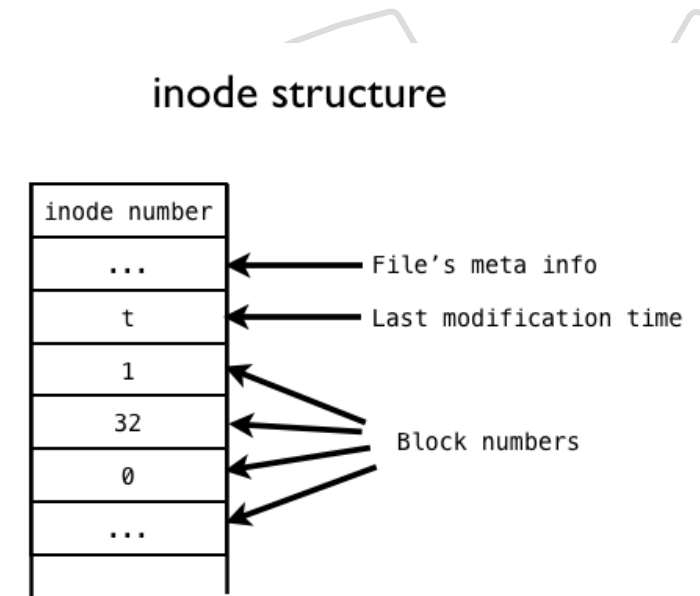 inode structure
inode number
... File’s meta info
t Last modification time
1
32
Block numbers
0
...